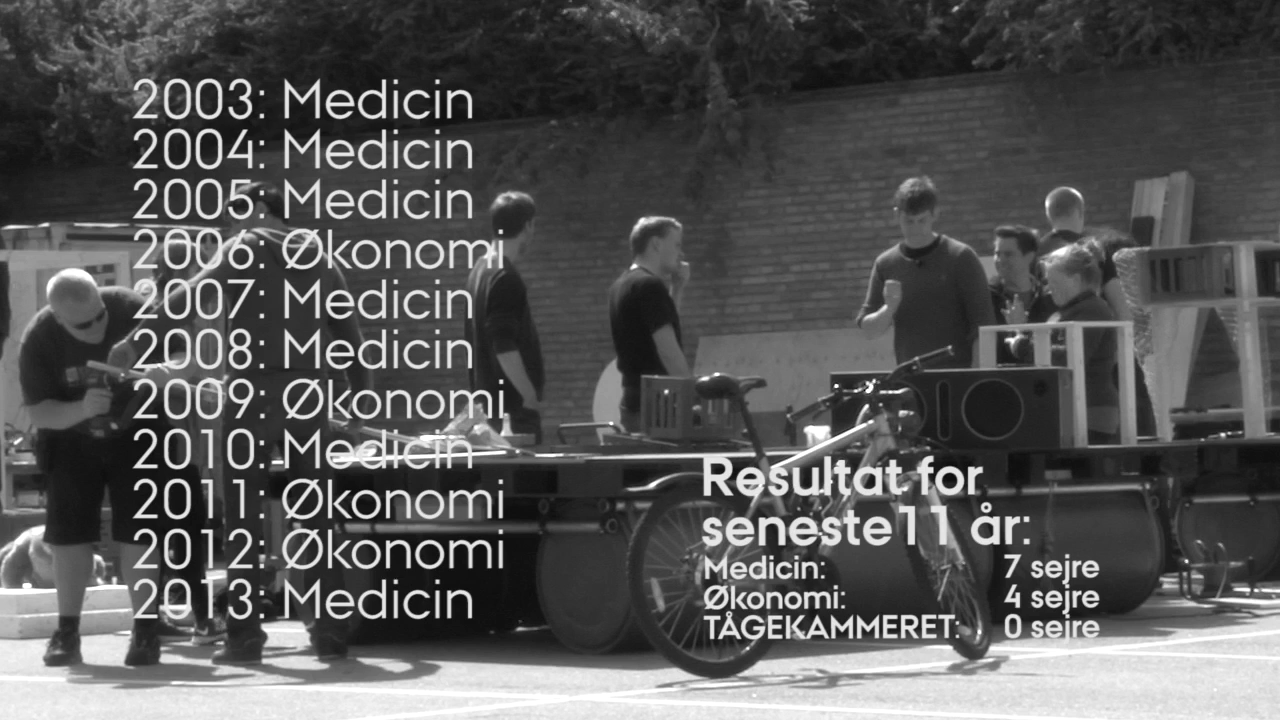 2003: Medicin
2004: Medicin
2005: Medicin
2006: Økonomi
2007: Medicin
2008: Medicin
2009: Økonomi
2010: Medicin
2011: Økonomi
2012: Økonomi
2013: Medicin
Resultat for
seneste 11 år:
Medicin: 7 sejre
Økonomi: 4 sejre
TÅGEKAMMERET: 0 sejre